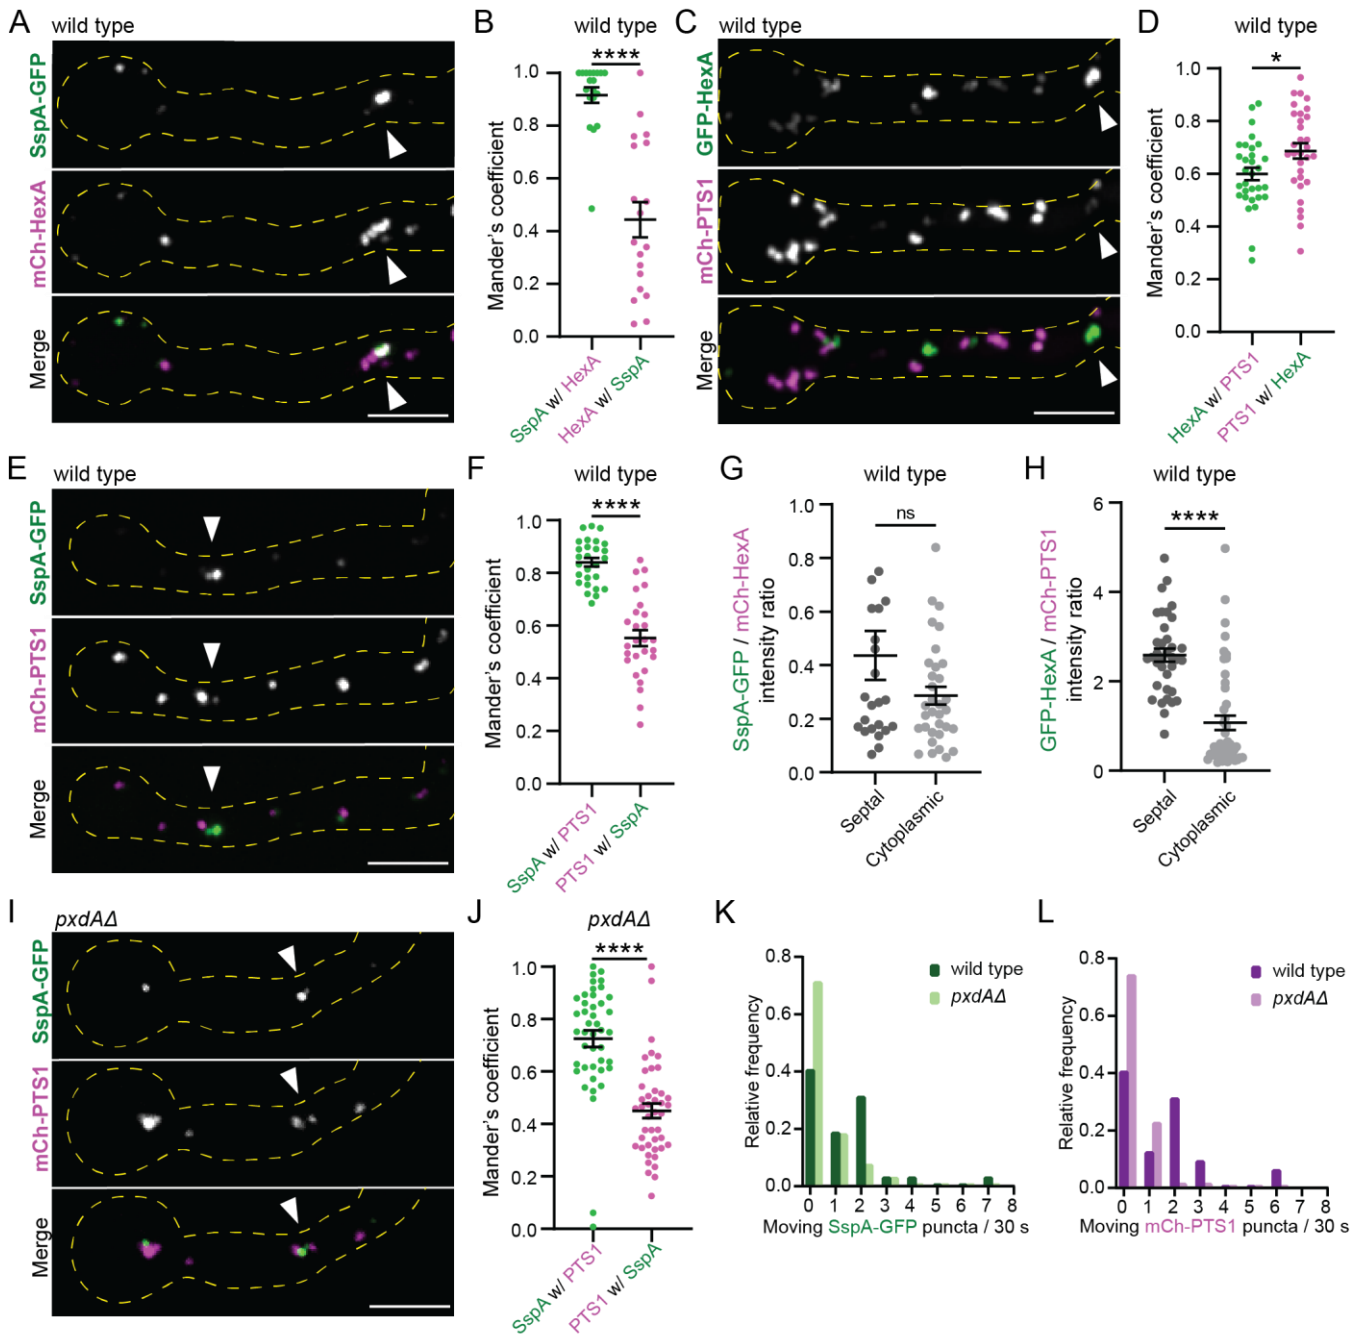 A
wild type
SspA-GFP
mCh-HexA
Merge
B
wild type
****
Mander's coefficient
1.0
0.8
0.6
0.4
0.2
0.0
SspA w/ HexA
HexA w/ SspA
C
wild type
GFP-HexA
mCh-PTS1
Merge
D
wild type
*
Mander's coefficient
1.0
0.8
0.6
0.4
0.2
0.0
HexA w/ PTS1
PTS1 w/ HexA
E
wild type
SspA-GFP
mCh-PTS1
Merge
F
wild type
****
Mander's coefficient
1.0
0.8
0.6
0.4
0.2
0.0
SspA w/ PTS1
PTS1 w/ SspA
G
wild type
ns
SspA-GFP / mCh-HexA
intensity ratio
1.0
0.8
0.6
0.4
0.2
0.0
Septal
Cytoplasmic
H
wild type
****
GFP-HexA / mCh-PTS1
intensity ratio
6
4
2
0
Septal
Cytoplasmic
I
pxdAΔ
SspA-GFP
mCh-PTS1
Merge
J
pxdAΔ
****
Mander's coefficient
1.0
0.8
0.6
0.4
0.2
0.0
SspA w/ PTS1
PTS1 w/ SspA
K
wild type
pxdAΔ
Relative frequency
0.8
0.6
0.4
0.2
0.0
0 1 2 3 4 5 6 7 8
Moving SspA-GFP puncta / 30 s
L
wild type
pxdAΔ
Relative frequency
0.8
0.6
0.4
0.2
0.0
0 1 2 3 4 5 6 7 8
Moving mCh-PTS1 puncta / 30 s